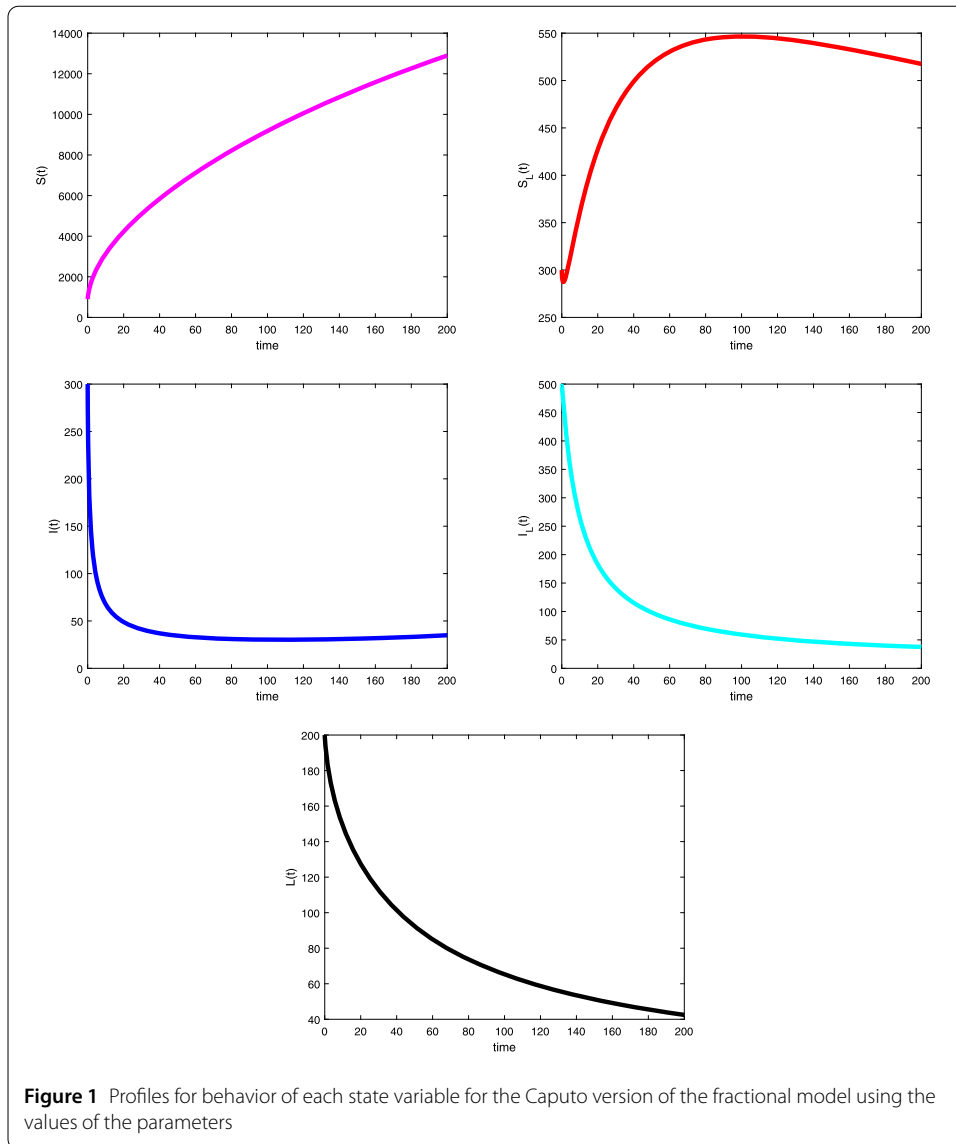 14000
12000
10000
8000
6000
4000
2000
0
S(t)
0 20 40 60 80 100 120 140 160 180 200
time
550
500
450
400
350
300
250
S_L(t)
0 20 40 60 80 100 120 140 160 180 200
time
300
250
200
150
100
50
0
I(t)
0 20 40 60 80 100 120 140 160 180 200
time
500
450
400
350
300
250
200
150
100
50
0
I_L(t)
0 20 40 60 80 100 120 140 160 180 200
time
200
180
160
140
120
100
80
60
40
L(t)
0 20 40 60 80 100 120 140 160 180 200
time
Figure 1 Profiles for behavior of each state variable for the Caputo version of the fractional model using the
values of the parameters